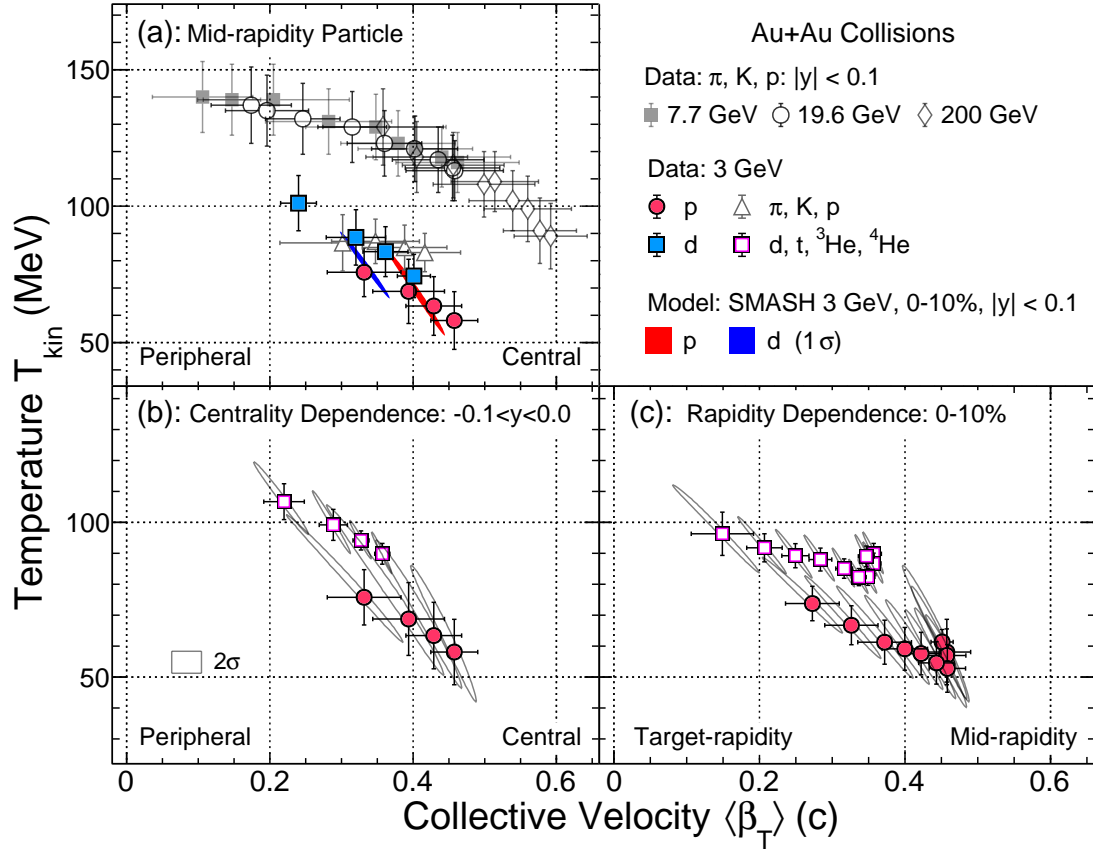 (a): Mid-rapidity Particle
150
100
50
Peripheral
Central
Au+Au Collisions
Data: π, K, p: |y| < 0.1
7.7 GeV 19.6 GeV 200 GeV
Data: 3 GeV
p π, K, p
d d, t, ³He, ⁴He
Model: SMASH 3 GeV, 0-10%, |y| < 0.1
p d (1σ)
Temperature T_kin (MeV)
(b): Centrality Dependence: -0.1<y<0.0
100
50
2σ
Peripheral
Central
0 0.2 0.4 0.6
(c): Rapidity Dependence: 0-10%
Target-rapidity
Mid-rapidity
0 0.2 0.4 0.6
Collective Velocity ⟨β_T⟩ (c)